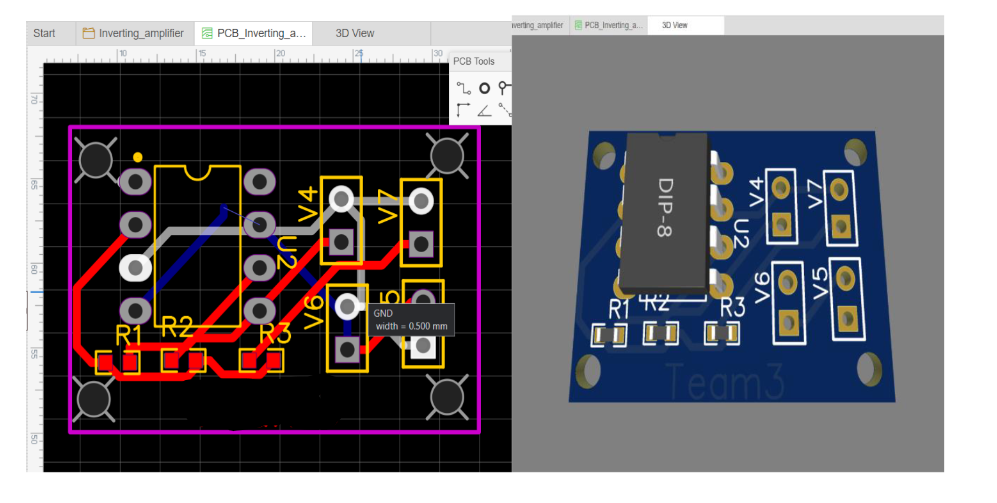 Start
Inverting_amplifier
PCB_Inverting_a...
3D View
10
15
20
25
30
PCB Tools
70
65
60
55
50
V4
V7
U2
V6
5
GND
width = 0.500 mm
R1
R2
R3
verting_amplifier
PCB_Inverting_a...
3D View
DIP-8
V4
V7
U2
V6
V5
R1
R2
R3
Team3